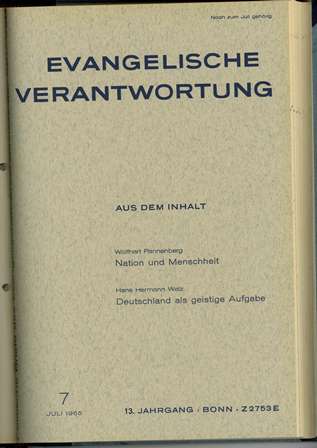 Noch zum Juli gehörig
EVANGELISCHE
VERANTWORTUNG
AUS DEM INHALT
Wolfhart Pannenberg
Nation und Menschheit
Hans Hermann Walz
Deutschland als geistige Aufgabe
7
JULI 1965
13. JAHRGANG / BONN - Z 2753 E